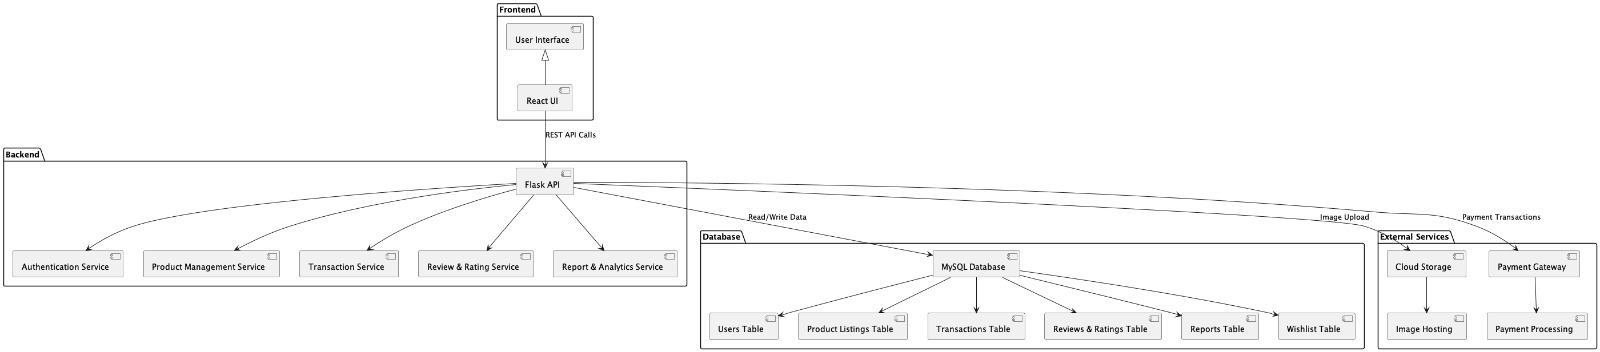 Frontend
User Interface
React UI
REST API Calls
Backend
Flask API
Authentication Service
Product Management Service
Transaction Service
Review & Rating Service
Report & Analytics Service
Read/Write Data
Image Upload
Payment Transactions
Database
MySQL Database
Users Table
Product Listings Table
Transactions Table
Reviews & Ratings Table
Reports Table
Wishlist Table
External Services
Cloud Storage
Payment Gateway
Image Hosting
Payment Processing